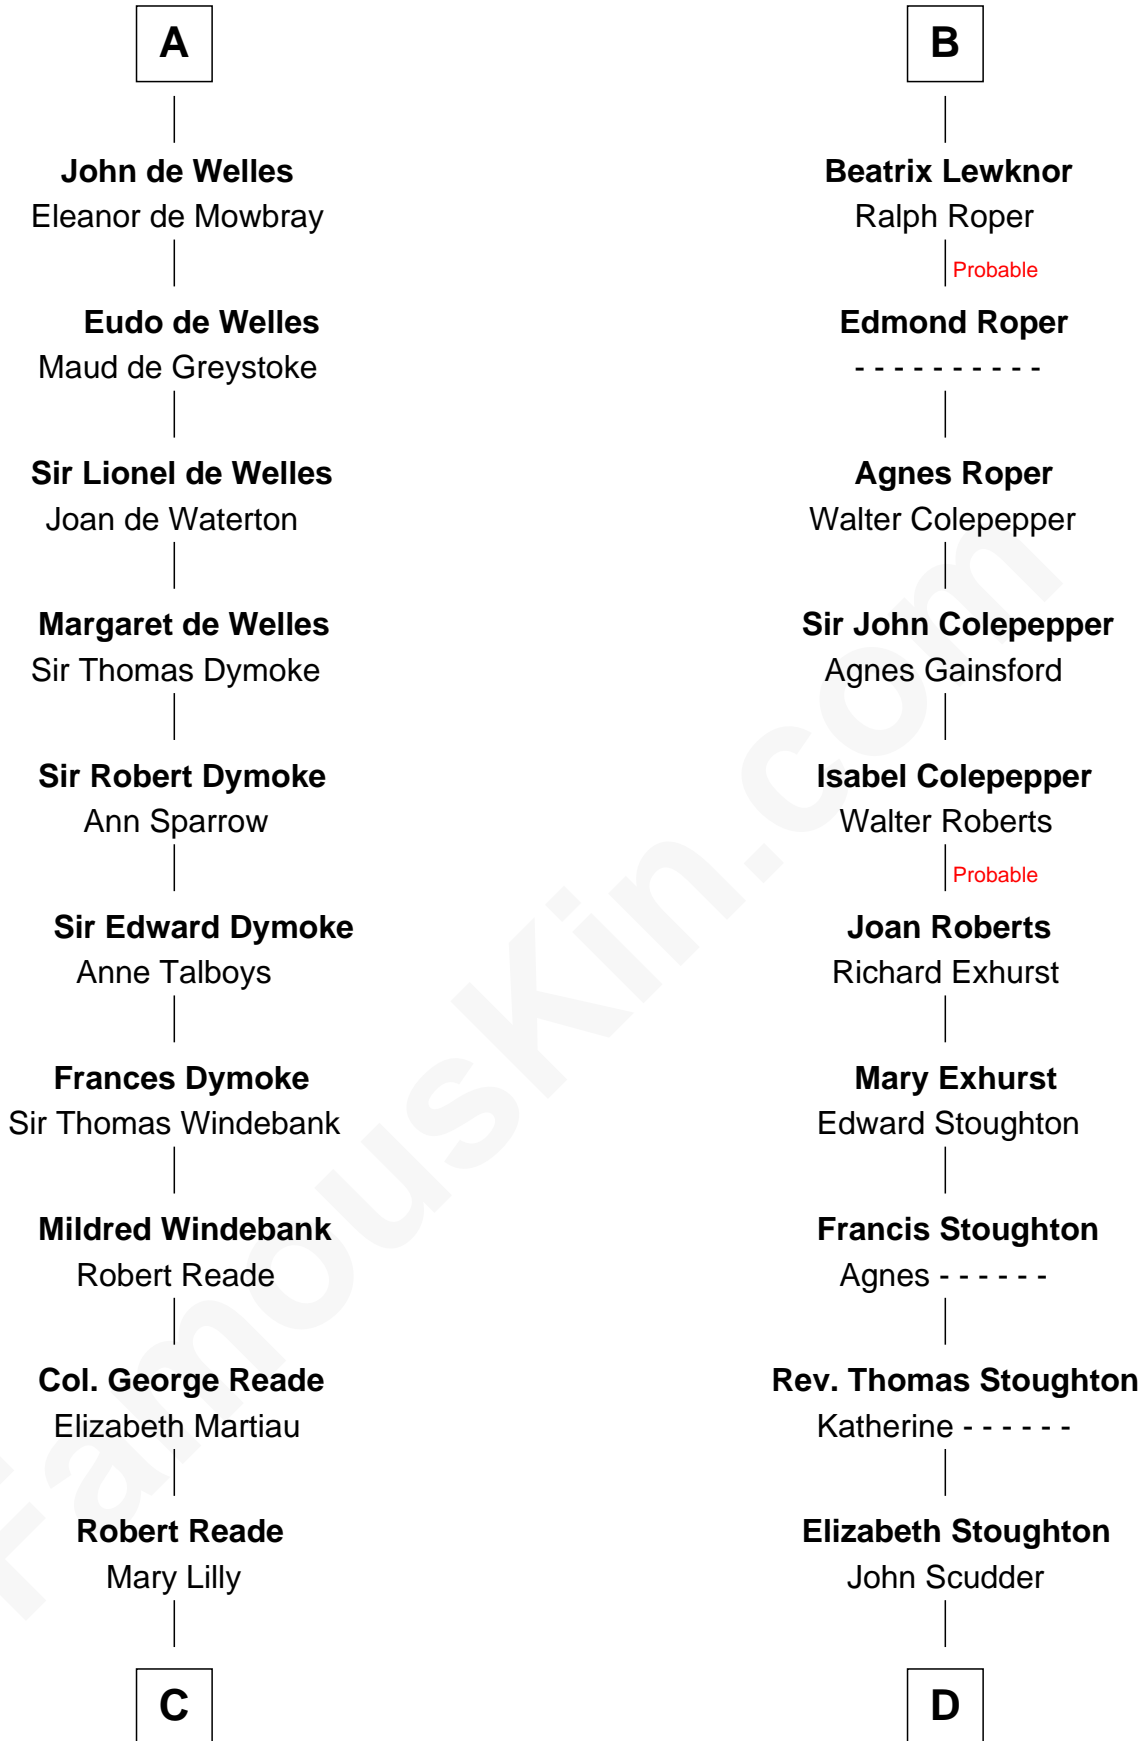 A
John de Welles
Eleanor de Mowbray
Eudo de Welles
Maud de Greystoke
Sir Lionel de Welles
Joan de Waterton
Margaret de Welles
Sir Thomas Dymoke
Sir Robert Dymoke
Ann Sparrow
Sir Edward Dymoke
Anne Talboys
Frances Dymoke
Sir Thomas Windebank
Mildred Windebank
Robert Reade
Col. George Reade
Elizabeth Martiau
Robert Reade
Mary Lilly
C
B
Beatrix Lewknor
Ralph Roper
Probable
Edmond Roper
- - - - - - - - - -
Agnes Roper
Walter Colepepper
Sir John Colepepper
Agnes Gainsford
Isabel Colepepper
Walter Roberts
Probable
Joan Roberts
Richard Exhurst
Mary Exhurst
Edward Stoughton
Francis Stoughton
Agnes - - - - - -
Rev. Thomas Stoughton
Katherine - - - - - -
Elizabeth Stoughton
John Scudder
D
FamousKin.com